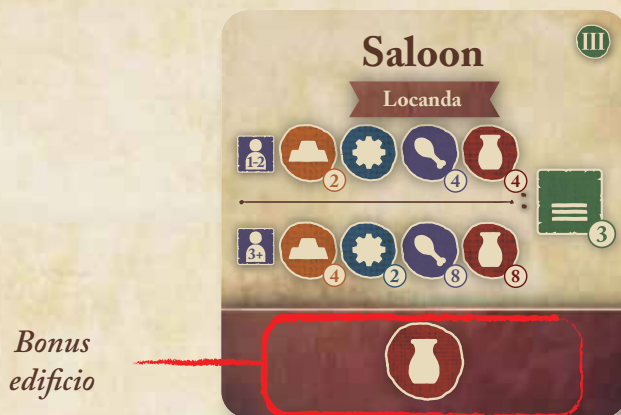 Saloon
III
Locanda
1-2 2 4 4
3
3+ 4 2 8 8
Bonus
edificio